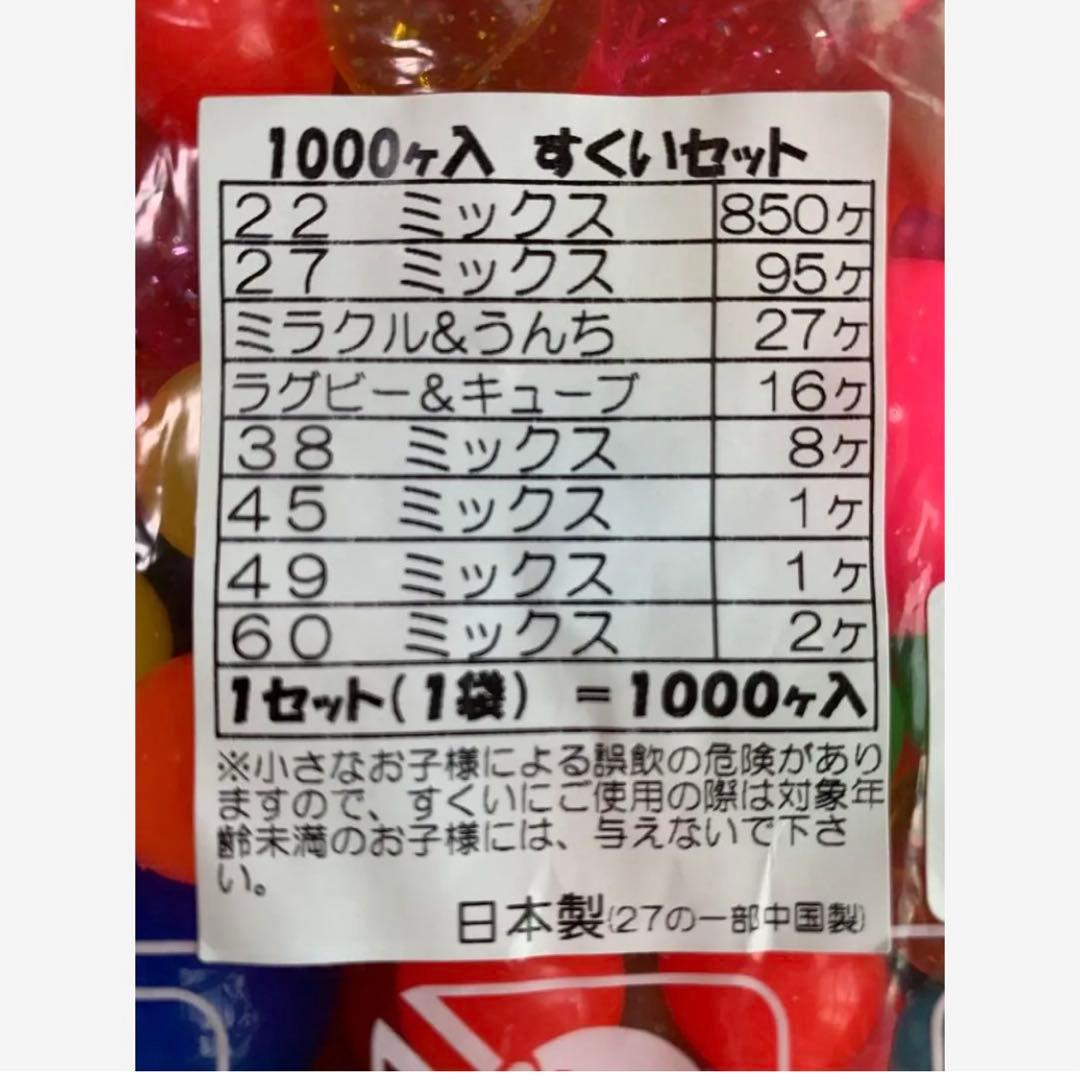 1000ヶ入 すくいセット
22 ミックス 850ヶ
27 ミックス 95ヶ
ミラクル&うんち 27ヶ
ラグビー&キューブ 16ヶ
38 ミックス 8ヶ
45 ミックス 1ヶ
49 ミックス 1ヶ
60 ミックス 2ヶ
1セット(1袋) =1000ヶ入
※小さなお子様による誤飲の危険があり
ますので、すくいにご使用の際は対象年
齢未満のお子様には、与えないで下さ
い。
日本製(27の一部中国製)